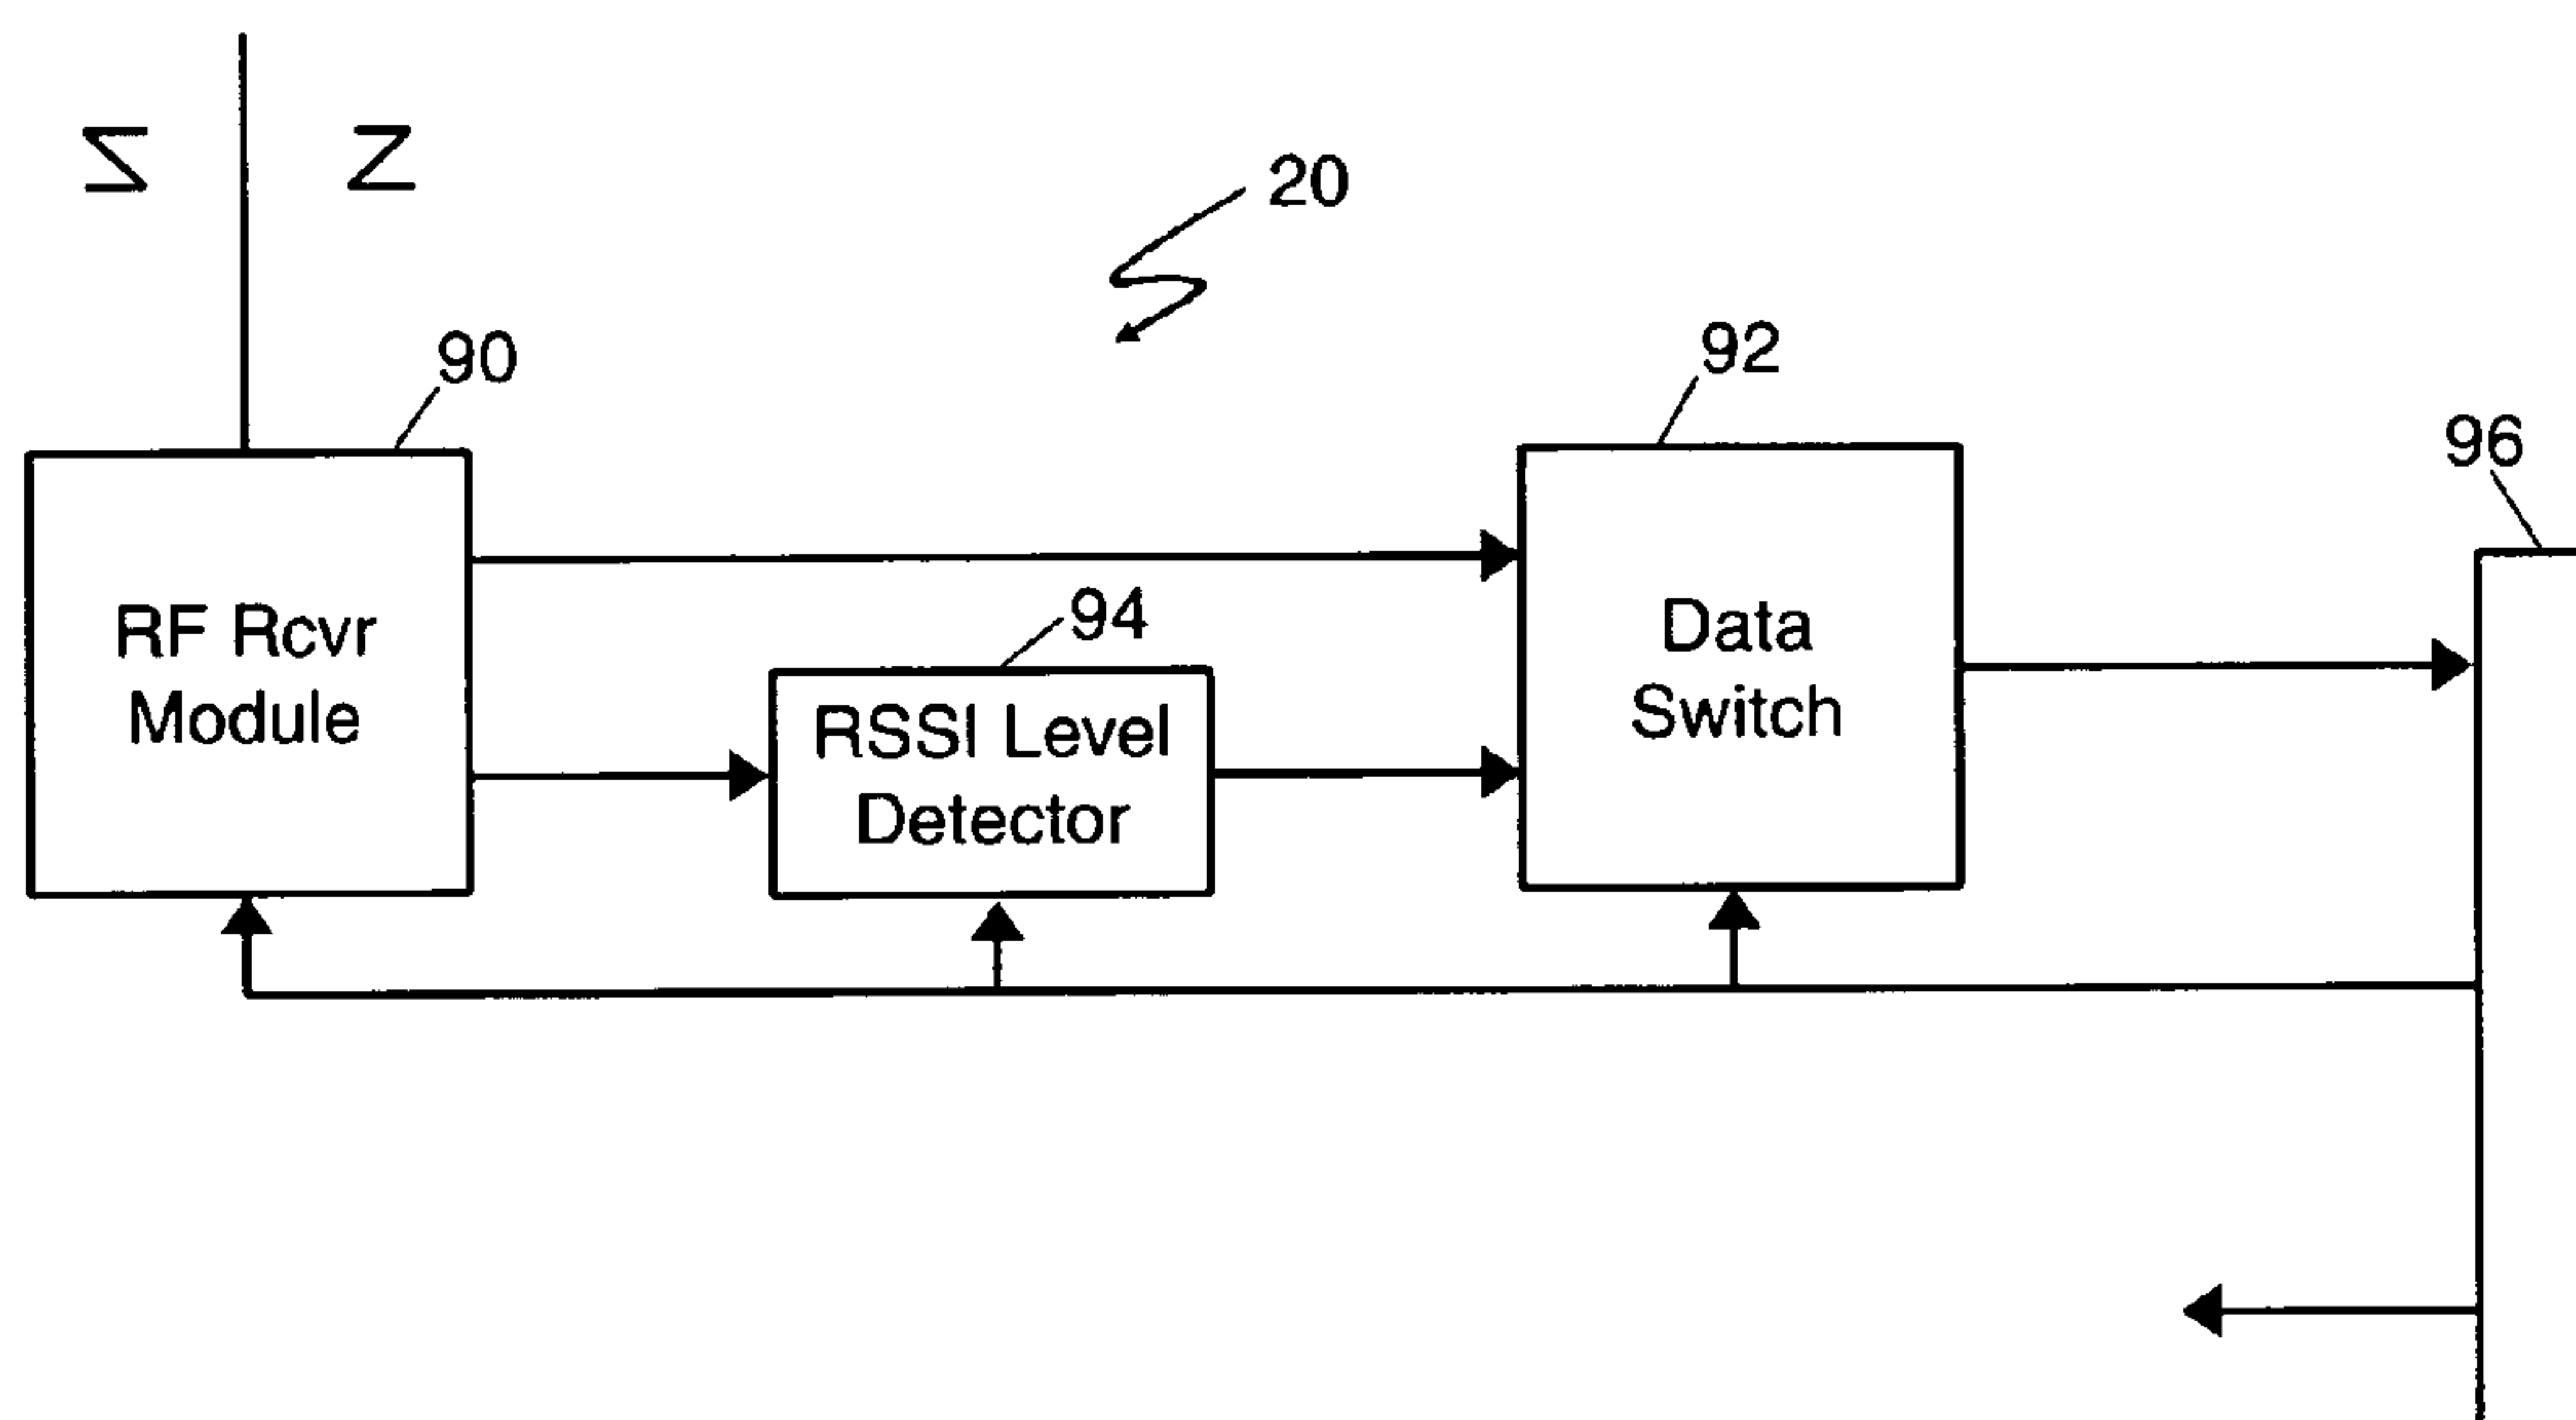 20
90
92
96
94
RF Rcvr
Module
RSSI Level
Detector
Data
Switch